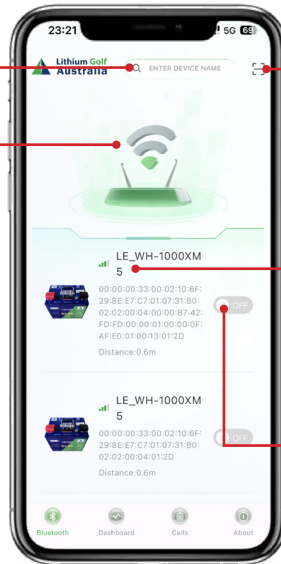 23:21
5G 69
Lithium Golf
Australia
ENTER DEVICE NAME
LE_WH-1000XM
5
00:00:00:33:00:02:10:6F:
29:8E:E7:C7:01:07:31:B0:
02:02:00:04:00:00:B7:42:
FD:FD:00:00:01:00:00:0F:
AF:E0:01:00:13:01:2D
Distance:0.6m
OFF
LE_WH-1000XM
5
00:00:00:33:00:02:10:6F:
29:8E:E7:C7:01:07:31:B0:
02:02:00:04:01:2D
Distance:0.6m
OFF
Bluetooth
Dashboard
Cells
About